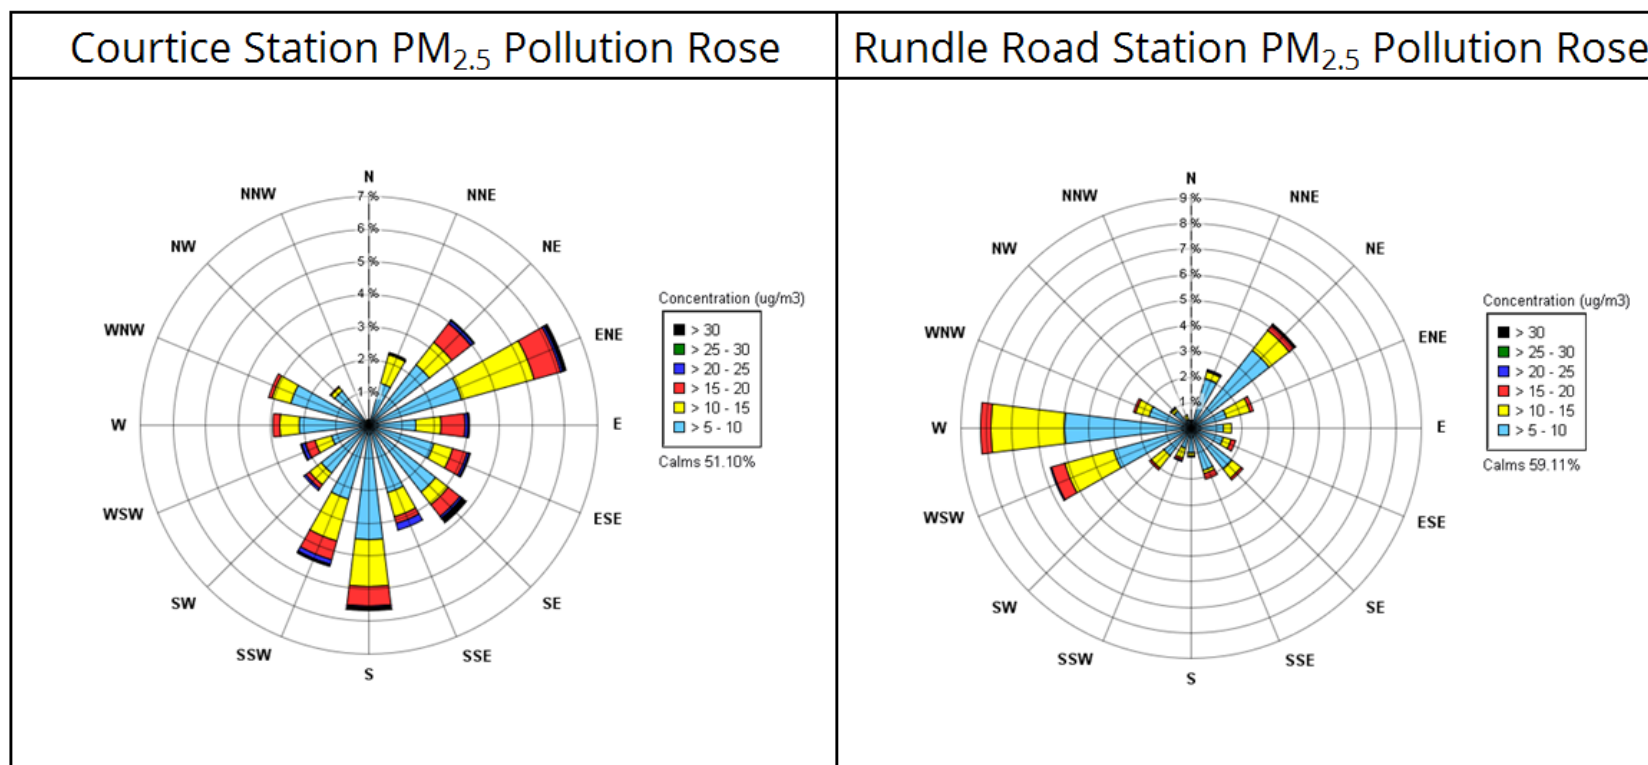 Courtice Station PM2.5 Pollution Rose
Rundle Road Station PM2.5 Pollution Rose
N
NNW
NNE
NW
NE
WNW
ENE
W
E
WSW
ESE
SW
SE
SSW
SSE
S
7 %
6 %
5 %
4 %
3 %
2 %
1 %
Concentration (ug/m3)
> 30
> 25 - 30
> 20 - 25
> 15 - 20
> 10 - 15
> 5 - 10
Calms 51.10%
N
NNW
NNE
NW
NE
WNW
ENE
W
E
WSW
ESE
SW
SE
SSW
SSE
S
9 %
8 %
7 %
6 %
5 %
4 %
3 %
2 %
1 %
Concentration (ug/m3)
> 30
> 25 - 30
> 20 - 25
> 15 - 20
> 10 - 15
> 5 - 10
Calms 59.11%